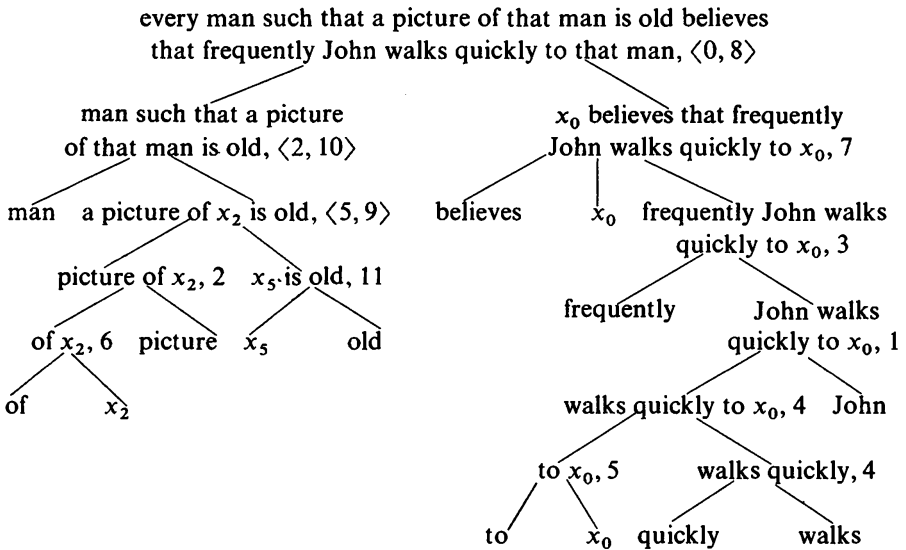 every man such that a picture of that man is old believes
that frequently John walks quickly to that man, ⟨0, 8⟩
man such that a picture
of that man is old, ⟨2, 10⟩
x₀ believes that frequently
John walks quickly to x₀, 7
man a picture of x₂ is old, ⟨5, 9⟩ believes x₀ frequently John walks
quickly to x₀, 3
picture of x₂, 2 x₅ is old, 11
frequently John walks
quickly to x₀, 1
of x₂, 6 picture x₅ old
of x₂
walks quickly to x₀, 4 John
to x₀, 5 walks quickly, 4
to x₀ quickly walks